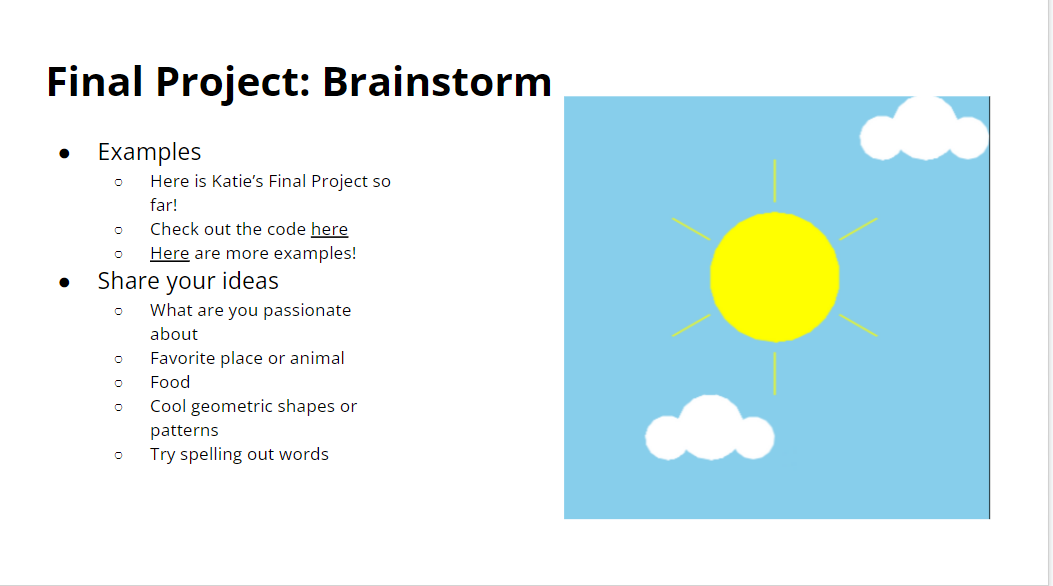 Final Project: Brainstorm
● Examples
○ Here is Katie’s Final Project so
far!
○ Check out the code here
○ Here are more examples!
● Share your ideas
○ What are you passionate
about
○ Favorite place or animal
○ Food
○ Cool geometric shapes or
patterns
○ Try spelling out words